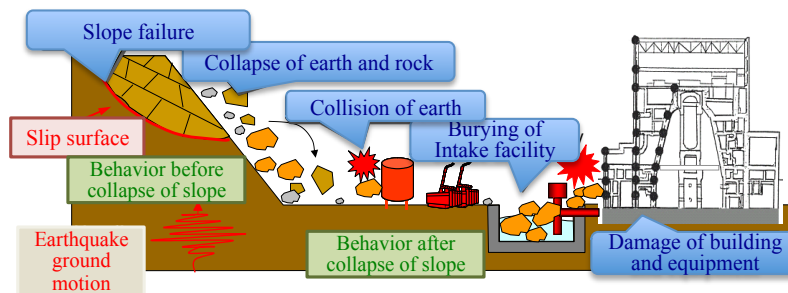 Slope failure
Collapse of earth and rock
Collision of earth
Burying of
Intake facility
Slip surface
Behavior before
collapse of slope
Earthquake
ground
motion
Behavior after
collapse of slope
Damage of building
and equipment